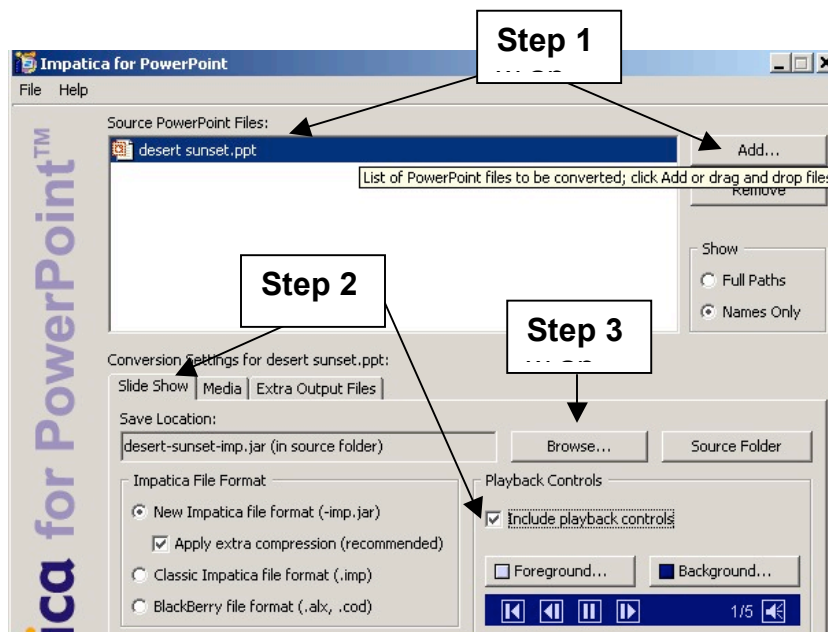 Step 1
Impatica for PowerPoint
File Help
Source PowerPoint Files:
desert sunset.ppt
Add...
List of PowerPoint files to be converted; click Add or drag and drop files
Remove
Show
Full Paths
Names Only
Step 2
Step 3
Conversion Settings for desert sunset.ppt:
Slide Show Media Extra Output Files
Save Location:
desert-sunset-imp.jar (in source folder)
Browse...
Source Folder
Impatica File Format
New Impatica file format (-imp.jar)
Apply extra compression (recommended)
Classic Impatica file format (.imp)
BlackBerry file format (.alx, .cod)
Playback Controls
Include playback controls
Foreground...
Background...
1/5
ica for PowerPoint™